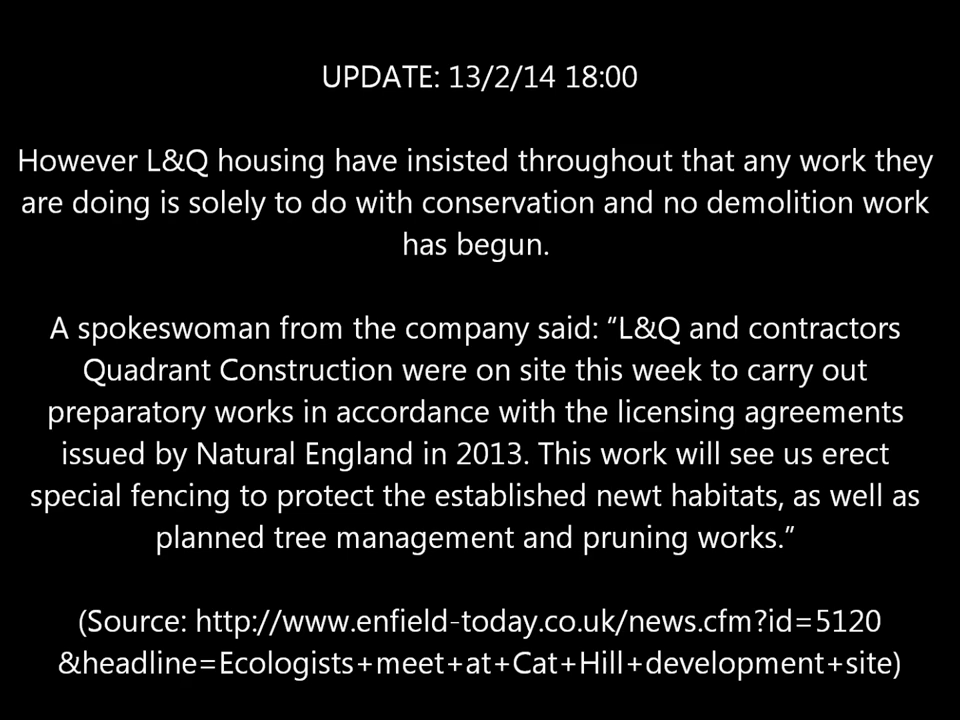 UPDATE: 13/2/14 18:00
However L&Q housing have insisted throughout that any work they
are doing is solely to do with conservation and no demolition work
has begun.
A spokeswoman from the company said: “L&Q and contractors
Quadrant Construction were on site this week to carry out
preparatory works in accordance with the licensing agreements
issued by Natural England in 2013. This work will see us erect
special fencing to protect the established newt habitats, as well as
planned tree management and pruning works.”
(Source: http://www.enfield-today.co.uk/news.cfm?id=5120
&headline=Ecologists+meet+at+Cat+Hill+development+site)